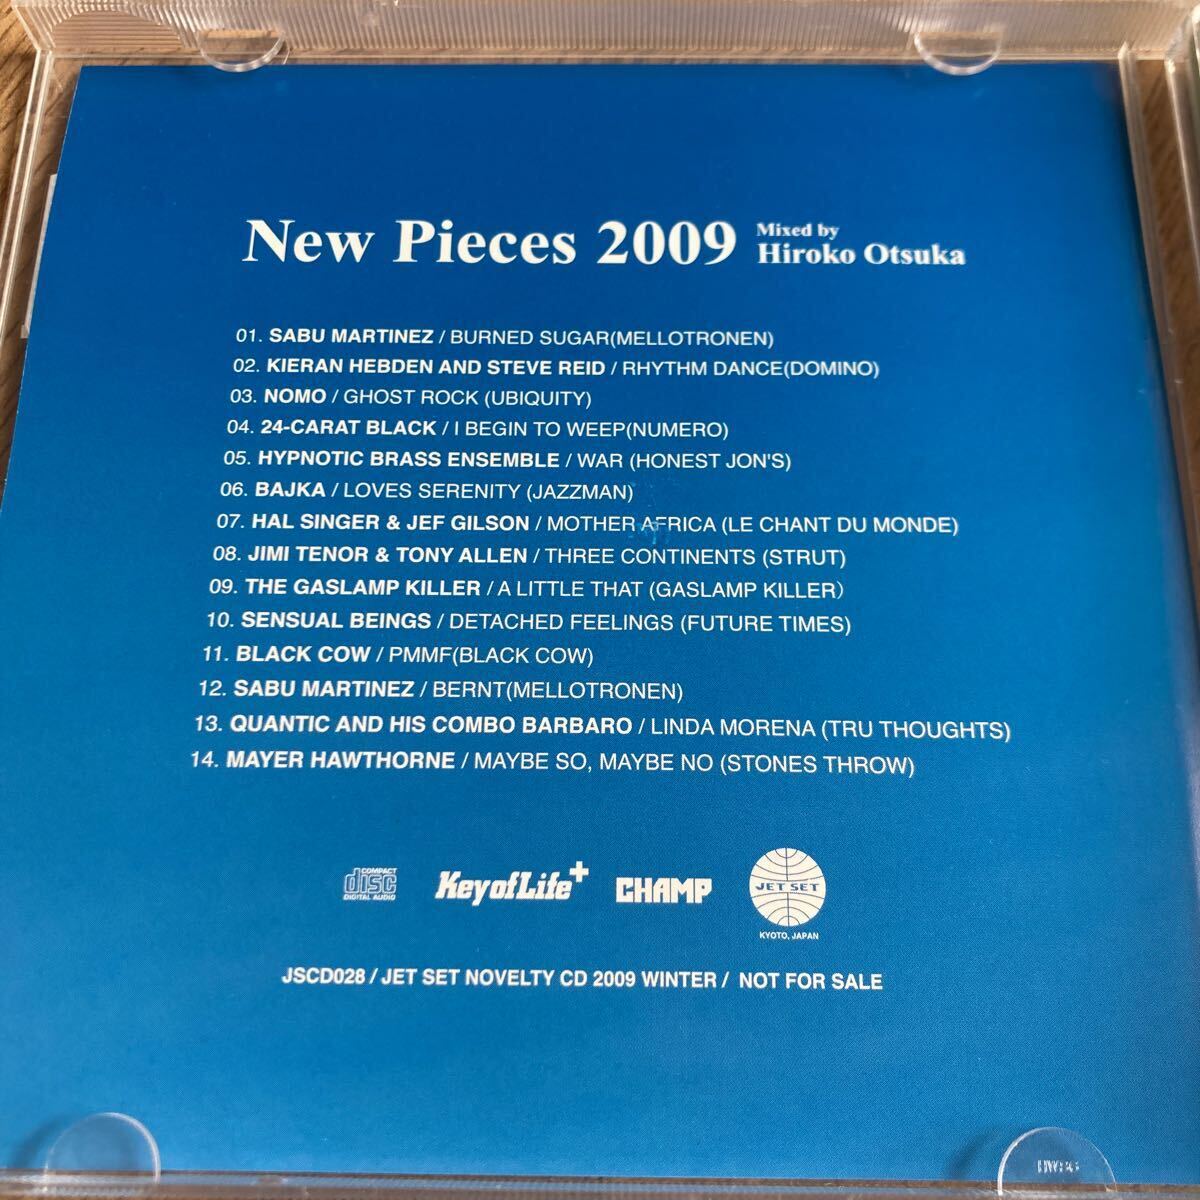 New Pieces 2009 Mixed by Hiroko Otsuka
01. SABU MARTINEZ / BURNED SUGAR(MELLOTRONEN)
02. KIERAN HEBDEN AND STEVE REID / RHYTHM DANCE(DOMINO)
03. NOMO / GHOST ROCK (UBIQUITY)
04. 24-CARAT BLACK / I BEGIN TO WEEP(NUMERO)
05. HYPNOTIC BRASS ENSEMBLE / WAR (HONEST JON'S)
06. BAJKA / LOVES SERENITY (JAZZMAN)
07. HAL SINGER & JEF GILSON / MOTHER AFRICA (LE CHANT DU MONDE)
08. JIMI TENOR & TONY ALLEN / THREE CONTINENTS (STRUT)
09. THE GASLAMP KILLER / A LITTLE THAT (GASLAMP KILLER)
10. SENSUAL BEINGS / DETACHED FEELINGS (FUTURE TIMES)
11. BLACK COW / PMMF(BLACK COW)
12. SABU MARTINEZ / BERNT(MELLOTRONEN)
13. QUANTIC AND HIS COMBO BARBARO / LINDA MORENA (TRU THOUGHTS)
14. MAYER HAWTHORNE / MAYBE SO, MAYBE NO (STONES THROW)
COMPACT
disc
DIGITAL AUDIO
KeyofLife+
CHAMP
JET SET
KYOTO, JAPAN
JSCD028 / JET SET NOVELTY CD 2009 WINTER / NOT FOR SALE